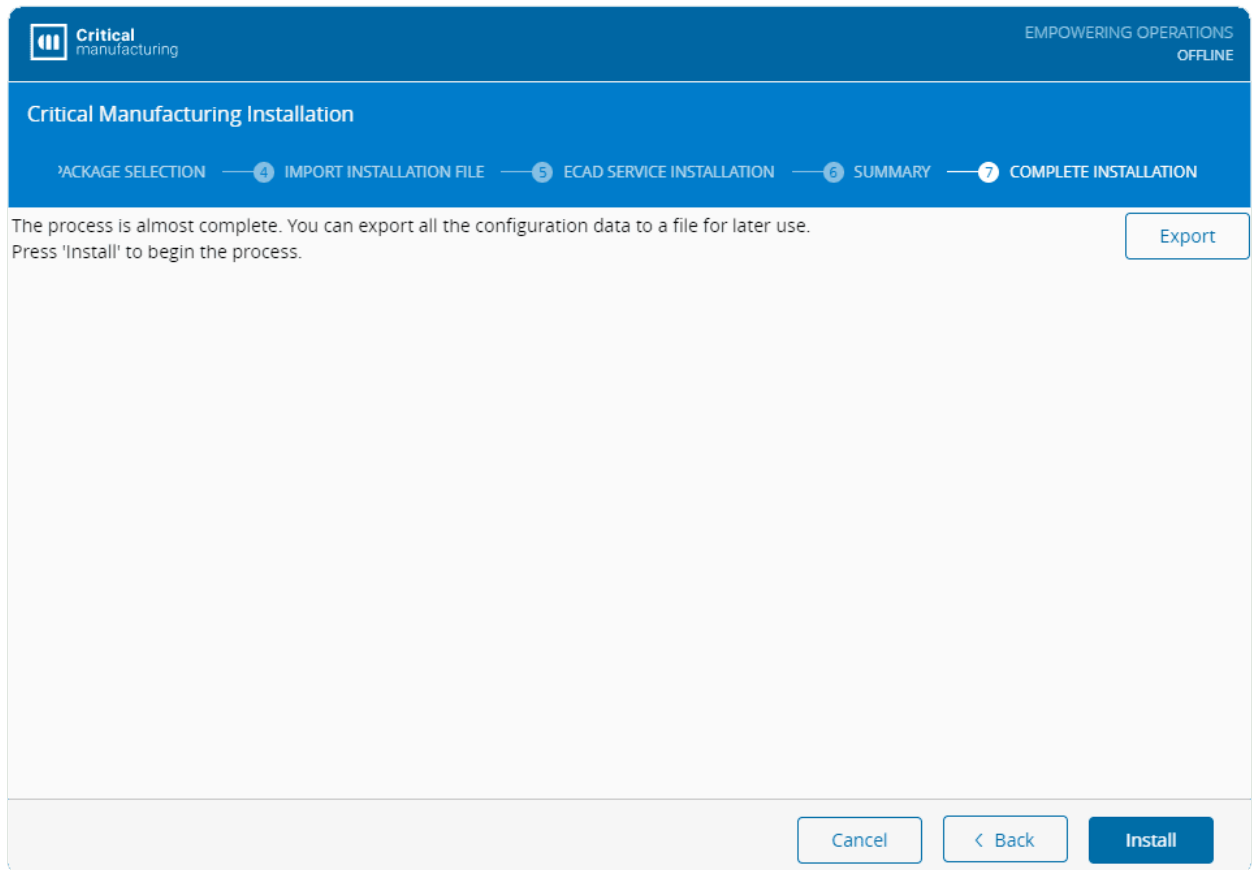 Critical
manufacturing
EMPOWERING OPERATIONS
OFFLINE
Critical Manufacturing Installation
PACKAGE SELECTION 4 IMPORT INSTALLATION FILE 5 ECAD SERVICE INSTALLATION 6 SUMMARY 7 COMPLETE INSTALLATION
The process is almost complete. You can export all the configuration data to a file for later use.
Press 'Install' to begin the process.
Export
Cancel
< Back
Install